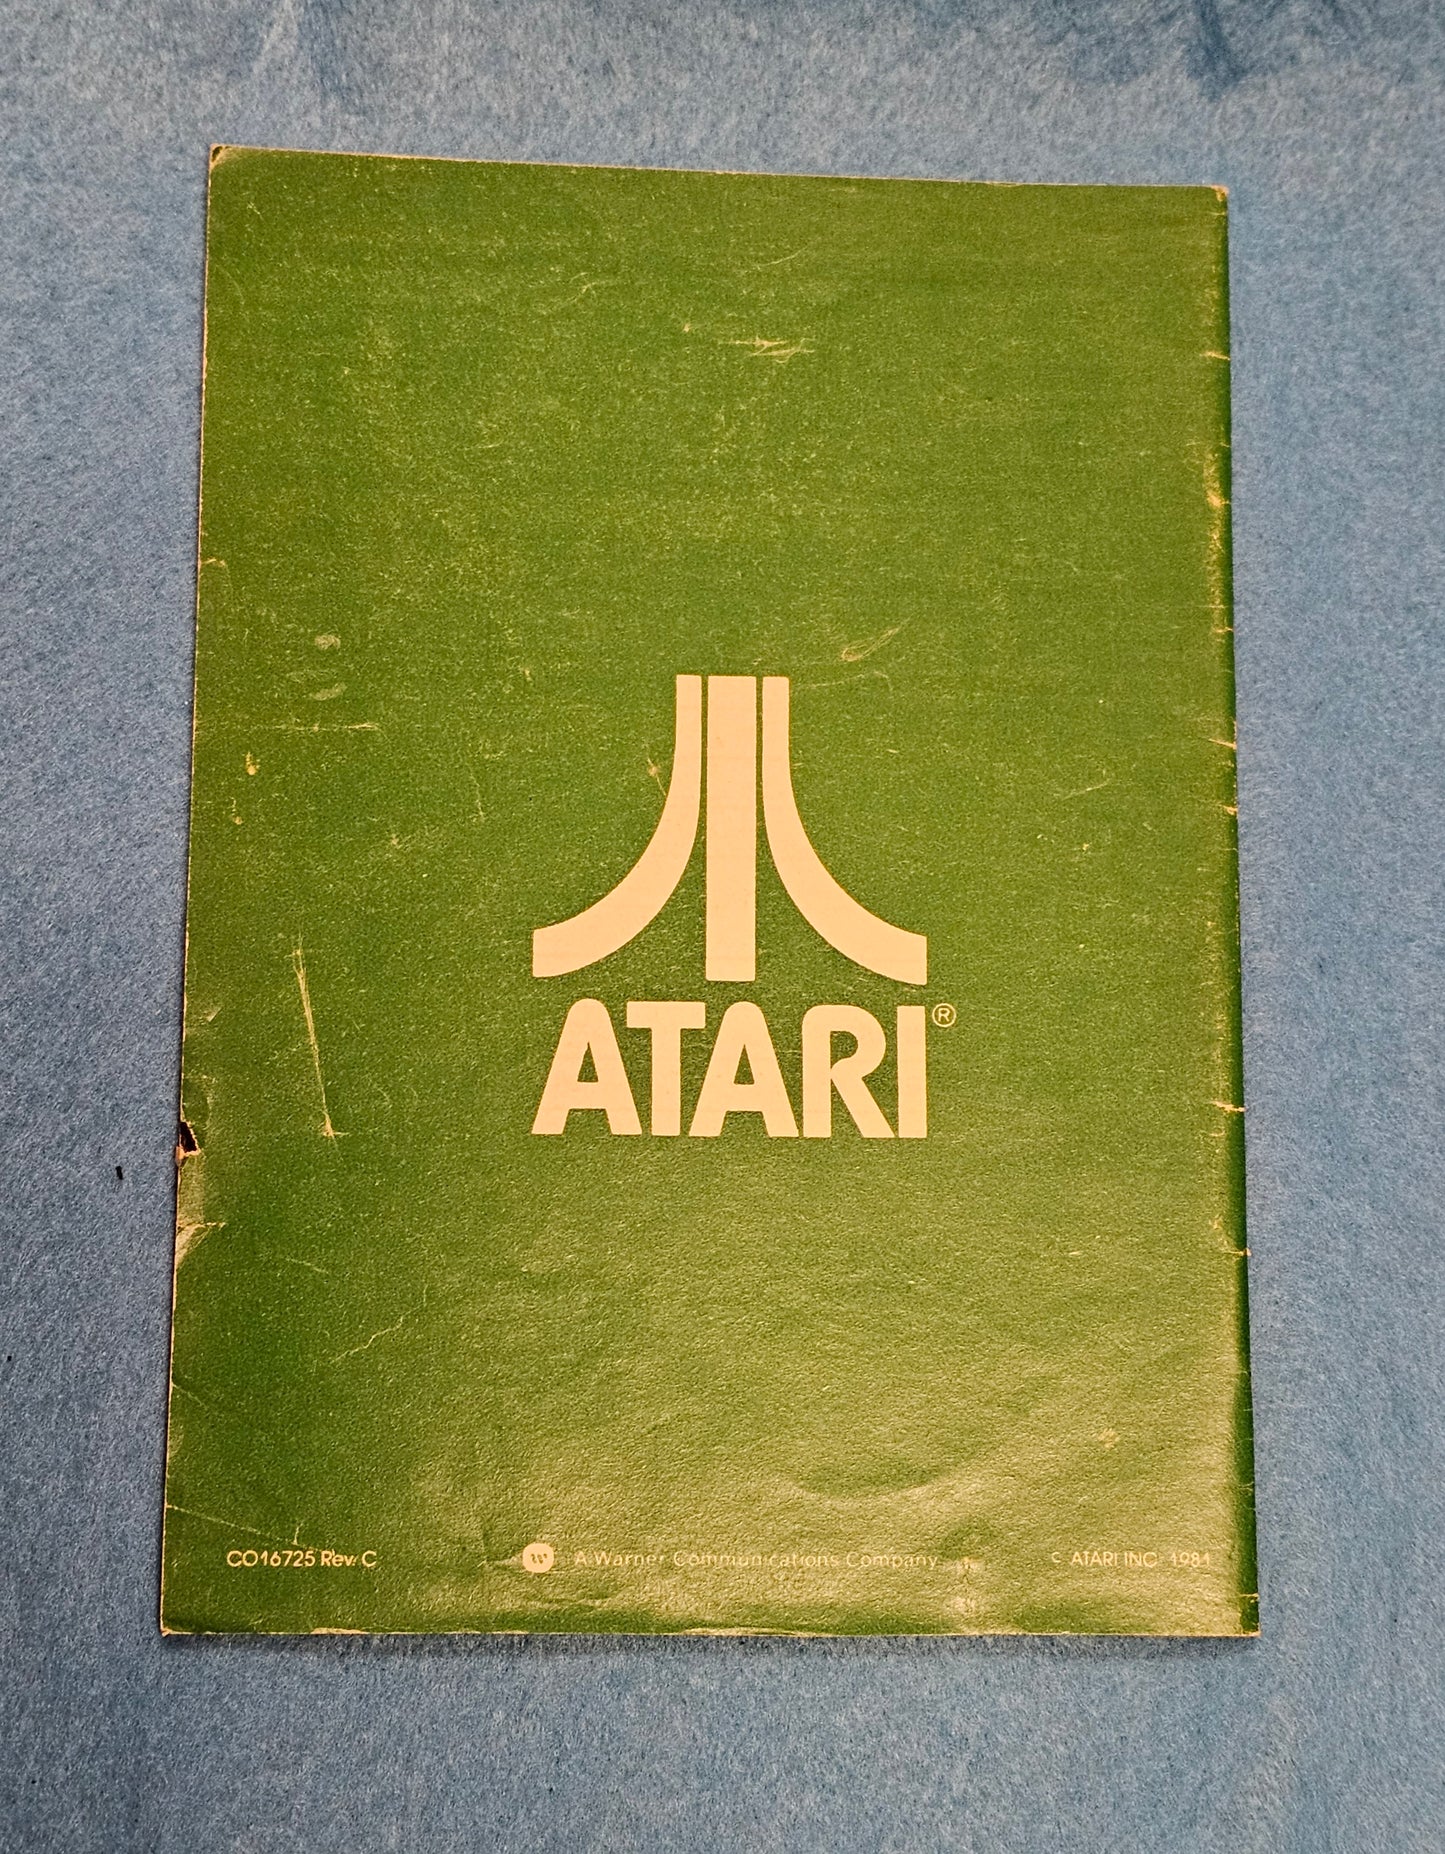 ATARI®
CO16725 Rev. C
A Warner Communications Company
© ATARI INC 1981